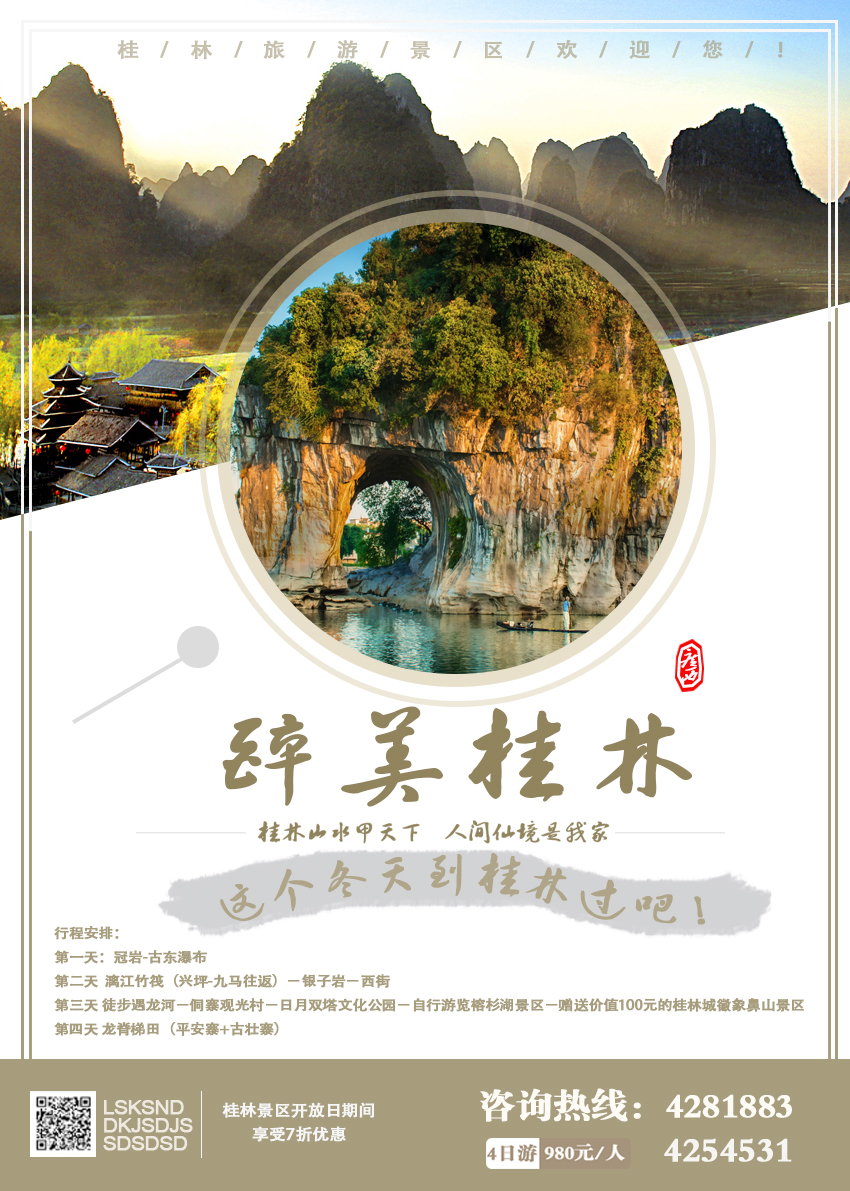 桂/林/旅/游/景/区/欢/迎/您/!
醉美桂林
桂林山水甲天下 人间仙境是我家
这个冬天到桂林过吧!
行程安排：
第一天：冠岩-古东瀑布
第二天 漓江竹筏（兴坪-九马往返）－银子岩－西街
第三天 徒步遇龙河－侗寨观光村－日月双塔文化公园－自行游览榕杉湖景区－赠送价值100元的桂林城徽象鼻山景区
第四天 龙脊梯田（平安寨+古壮寨）
LSKSND
DKJSDJS
SDSDSD
桂林景区开放日期间
享受7折优惠
咨询热线：4281883
4254531
4日游 980元/人